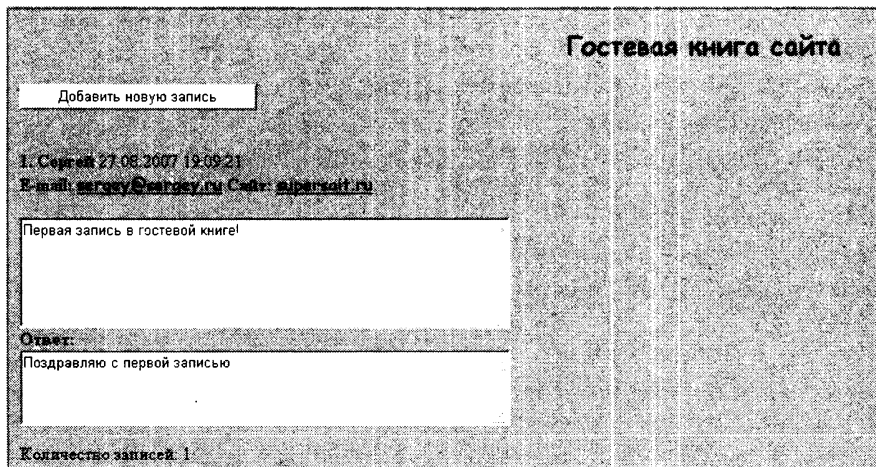 Гостевая книга сайта
Добавить новую запись
1. Сергей 27.08.2007 19:09:21
E-mail: sergey@sergey.ru Сайт: supersait.ru
Первая запись в гостевой книге!
Ответ:
Поздравляю с первой записью
Количество записей: 1